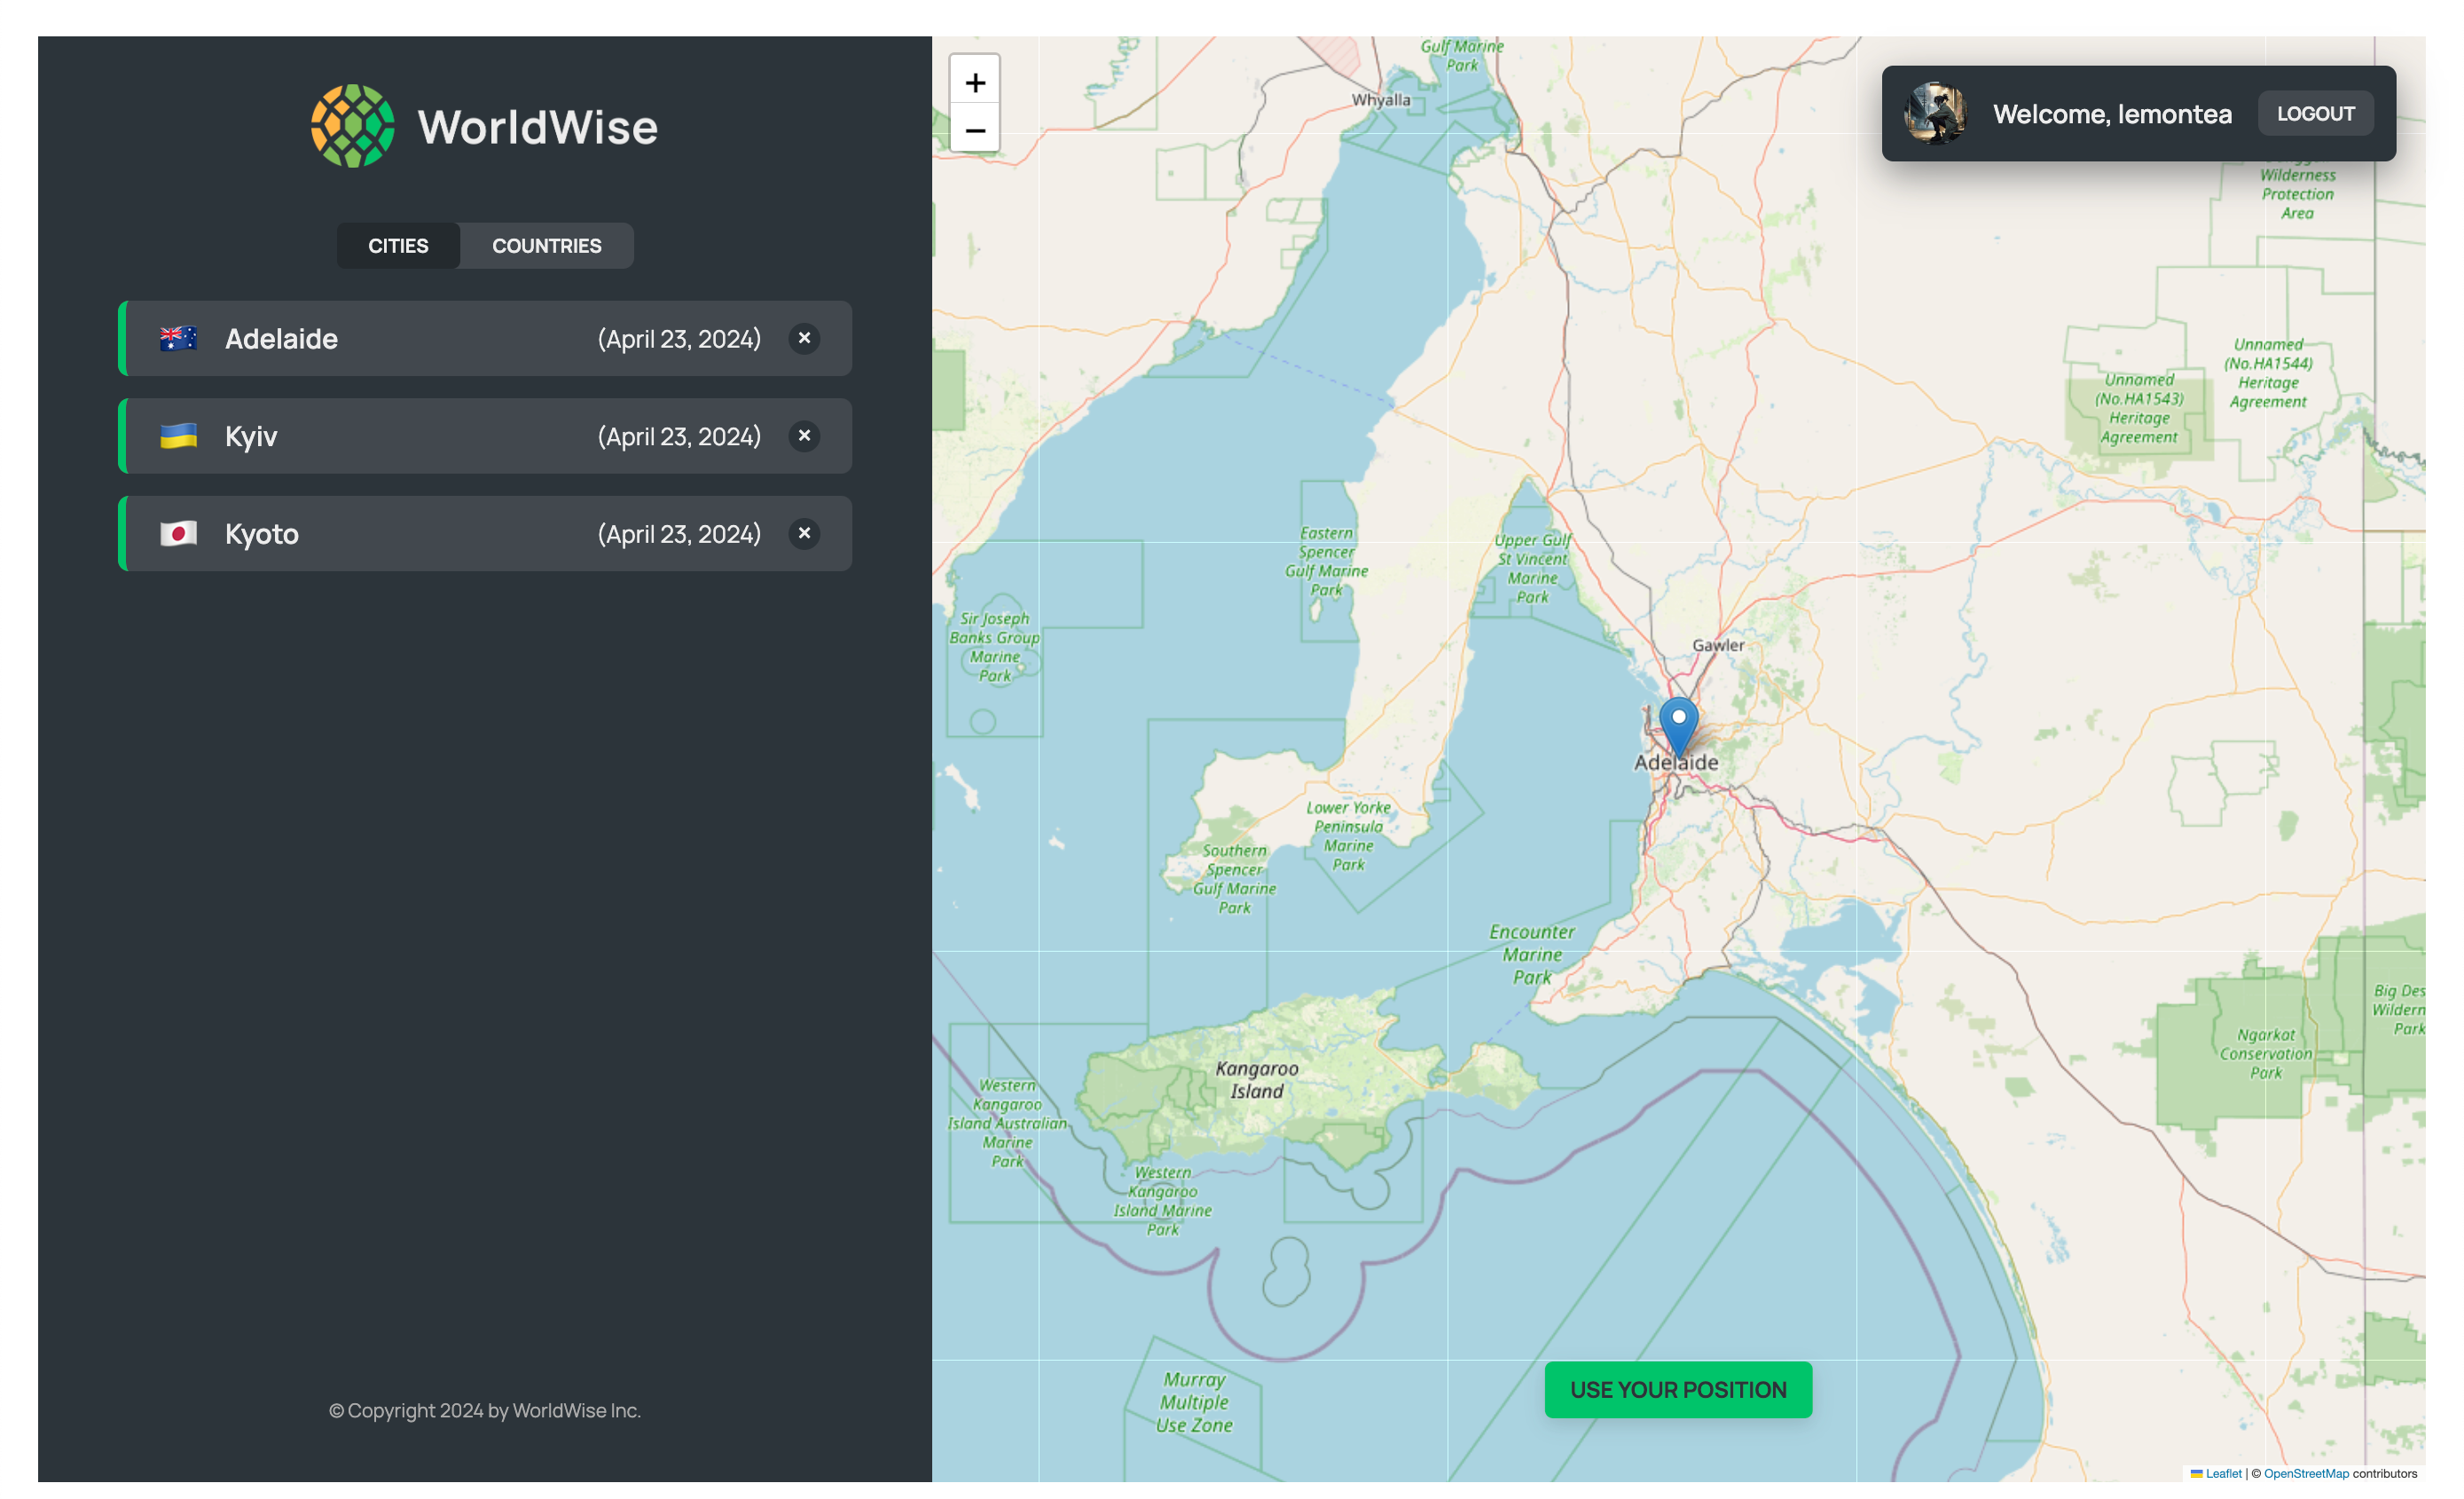 WorldWise
CITIES
COUNTRIES
Adelaide
(April 23, 2024)
×
Kyiv
(April 23, 2024)
×
Kyoto
(April 23, 2024)
×
© Copyright 2024 by WorldWise Inc.
+
−
Welcome, lemontea
LOGOUT
Gulf Marine
Park
Whyalla
Wilderness
Protection
Area
Unnamed
(No.HA1544)
Heritage
Agreement
Unnamed
(No.HA1543)
Heritage
Agreement
Eastern
Spencer
Gulf Marine
Park
Upper Gulf
St Vincent
Marine
Park
Sir Joseph
Banks Group
Marine
Park
Gawler
Adelaide
Lower Yorke
Peninsula
Marine
Park
Southern
Spencer
Gulf Marine
Park
Encounter
Marine
Park
Big Des
Wildern
Park
Ngarkat
Conservation
Park
Kangaroo
Island
Western
Kangaroo
Island Australian
Marine
Park
Western
Kangaroo
Island Marine
Park
Murray
Multiple
Use Zone
USE YOUR POSITION
Leaflet | © OpenStreetMap contributors